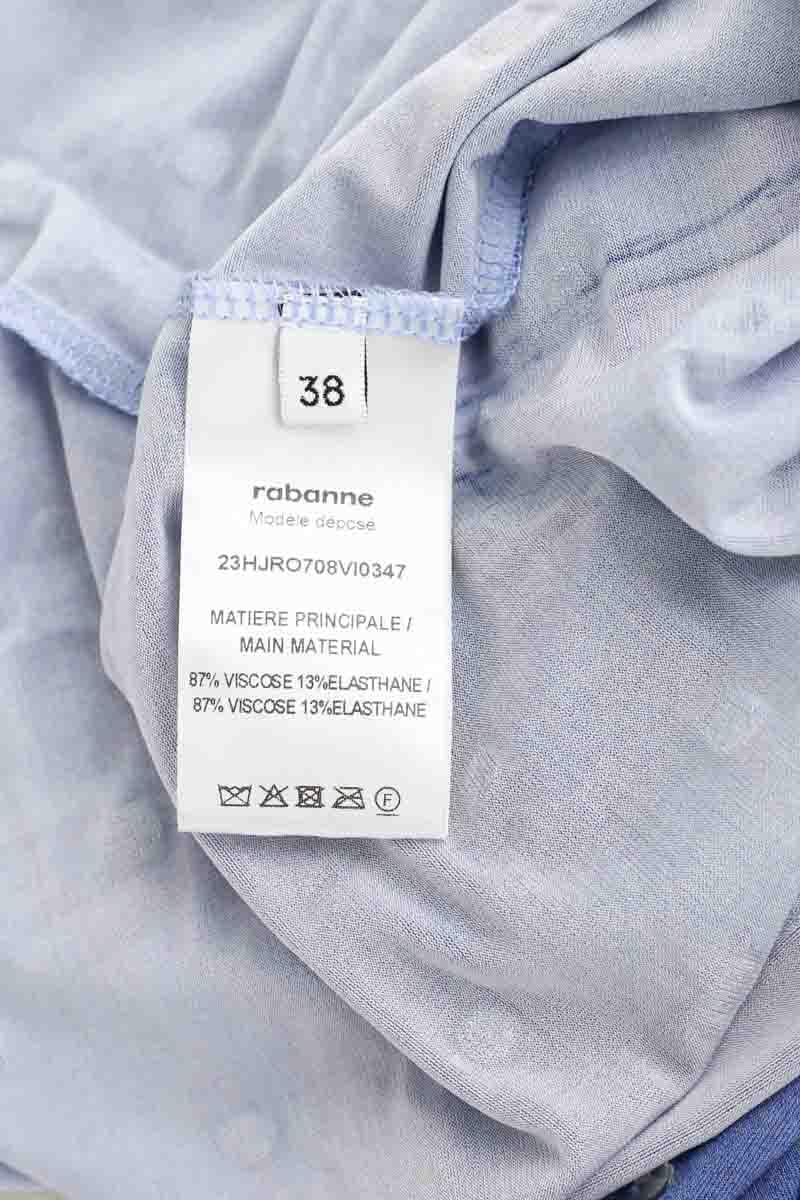 38
rabanne
Modèle déposé
23HJRO708VI0347
MATIERE PRINCIPALE /
MAIN MATERIAL
87% VISCOSE 13%ELASTHANE /
87% VISCOSE 13%ELASTHANE
F